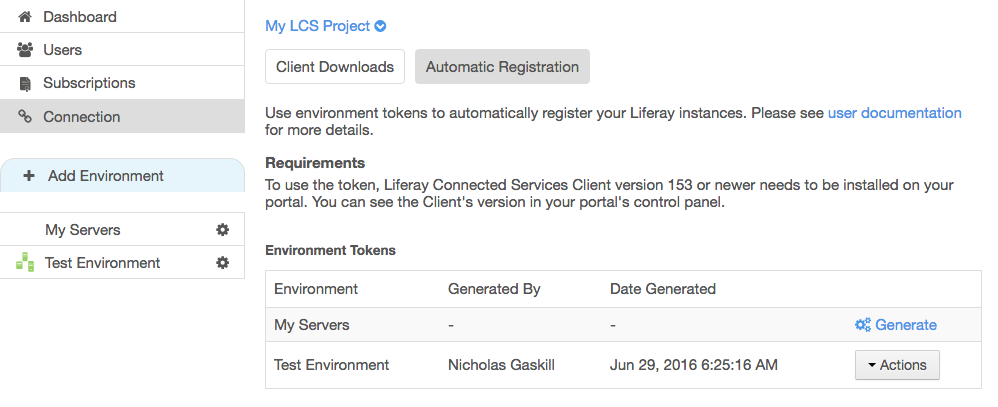 Dashboard
Users
Subscriptions
Connection
Add Environment
My Servers
Test Environment
My LCS Project
Client Downloads Automatic Registration
Use environment tokens to automatically register your Liferay instances. Please see user documentation
for more details.
Requirements
To use the token, Liferay Connected Services Client version 153 or newer needs to be installed on your
portal. You can see the Client's version in your portal's control panel.
Environment Tokens
Environment Generated By Date Generated
My Servers - - Generate
Test Environment Nicholas Gaskill Jun 29, 2016 6:25:16 AM Actions